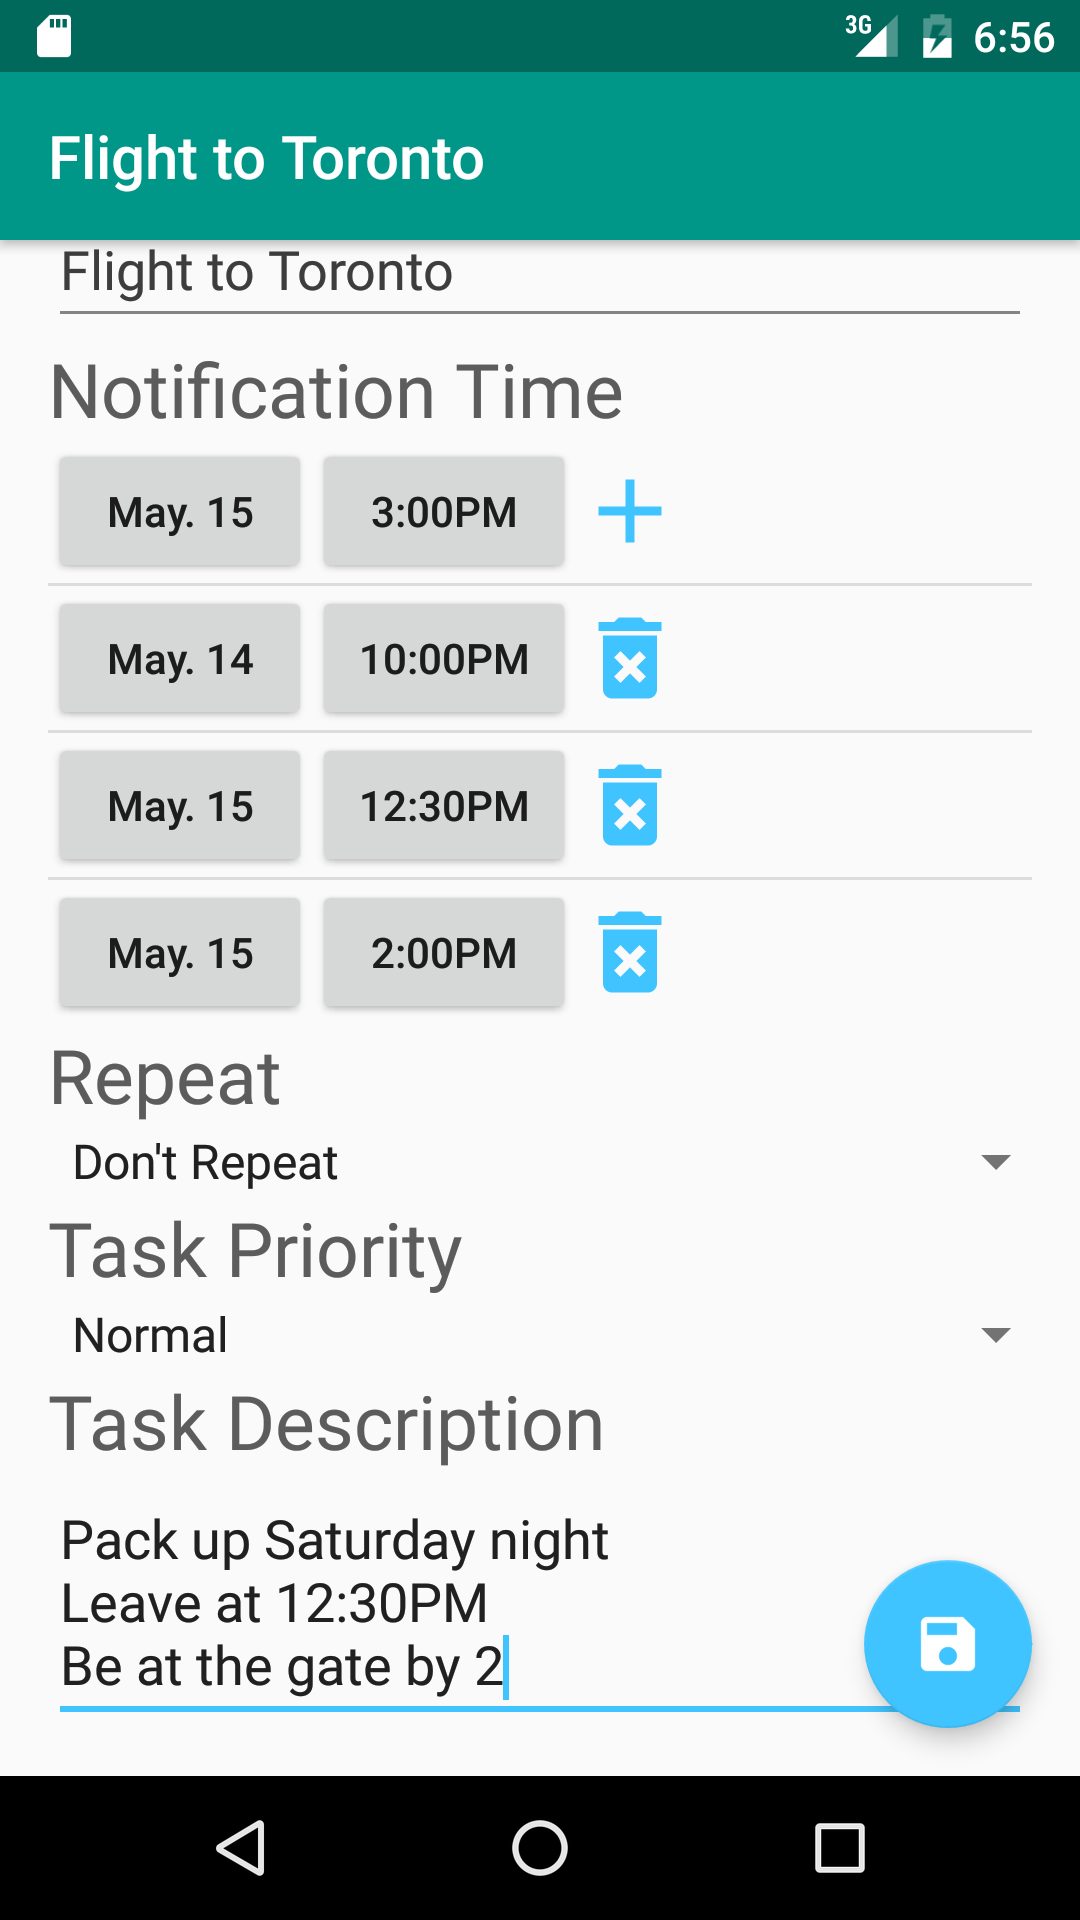 3G 6:56
Flight to Toronto
Flight to Toronto
Notification Time
May. 15 3:00PM
May. 14 10:00PM
May. 15 12:30PM
May. 15 2:00PM
Repeat
Don't Repeat
Task Priority
Normal
Task Description
Pack up Saturday night
Leave at 12:30PM
Be at the gate by 2